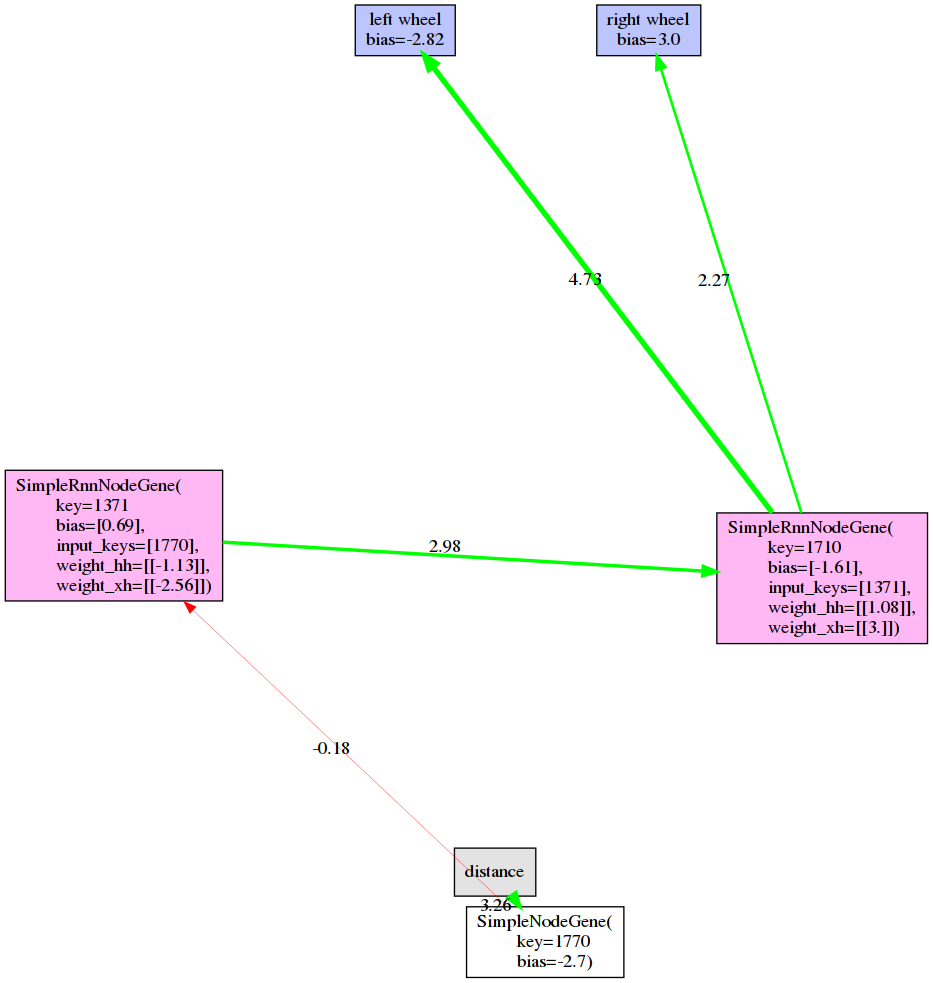 left wheel
bias=-2.82
right wheel
bias=3.0
4.73
2.27
SimpleRnnNodeGene(
key=1371
bias=[0.69],
input_keys=[1770],
weight_hh=[[-1.13]],
weight_xh=[[-2.56]])
2.98
SimpleRnnNodeGene(
key=1710
bias=[-1.61],
input_keys=[1371],
weight_hh=[[1.08]],
weight_xh=[[3.]])
-0.18
distance
3.26
SimpleNodeGene(
key=1770
bias=-2.7)